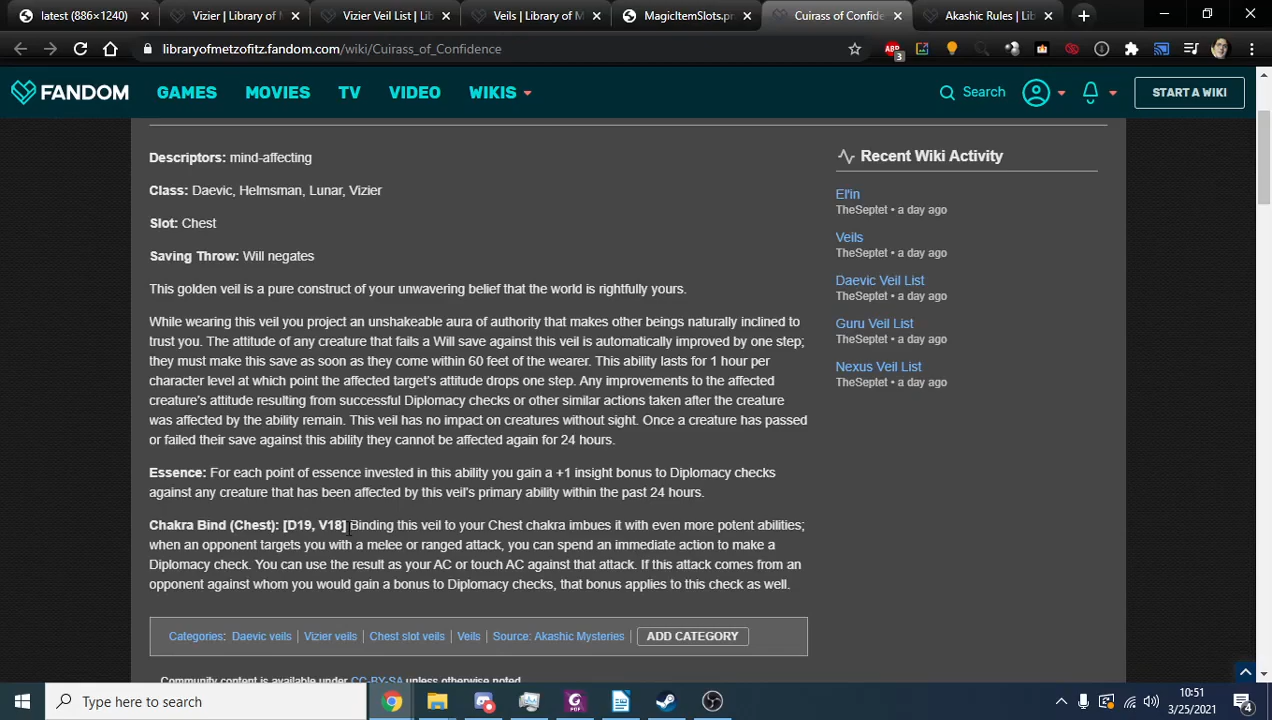 latest (886×1240)
Vizier | Library of M
Vizier Veil List | Lib
Veils | Library of M
MagicItemSlots.pn
Cuirass of Confide
Akashic Rules | Lib
libraryofmetzofitz.fandom.com/wiki/Cuirass_of_Confidence
ABP
3
FANDOM
GAMES
MOVIES
TV
VIDEO
WIKIS
Search
START A WIKI
Descriptors: mind-affecting
Class: Daevic, Helmsman, Lunar, Vizier
Slot: Chest
Saving Throw: Will negates
This golden veil is a pure construct of your unwavering belief that the world is rightfully yours.
While wearing this veil you project an unshakeable aura of authority that makes other beings naturally inclined to
trust you. The attitude of any creature that fails a Will save against this veil is automatically improved by one step;
they must make this save as soon as they come within 60 feet of the wearer. This ability lasts for 1 hour per
character level at which point the affected target's attitude drops one step. Any improvements to the affected
creature's attitude resulting from successful Diplomacy checks or other similar actions taken after the creature
was affected by the ability remain. This veil has no impact on creatures without sight. Once a creature has passed
or failed their save against this ability they cannot be affected again for 24 hours.
Essence: For each point of essence invested in this ability you gain a +1 insight bonus to Diplomacy checks
against any creature that has been affected by this veil's primary ability within the past 24 hours.
Chakra Bind (Chest): [D19, V18] Binding this veil to your Chest chakra imbues it with even more potent abilities;
when an opponent targets you with a melee or ranged attack, you can spend an immediate action to make a
Diplomacy check. You can use the result as your AC or touch AC against that attack. If this attack comes from an
opponent against whom you would gain a bonus to Diplomacy checks, that bonus applies to this check as well.
Categories: Daevic veils | Vizier veils | Chest slot veils | Veils | Source: Akashic Mysteries | ADD CATEGORY
Community content is available under CC-BY-SA unless otherwise noted.
Recent Wiki Activity
El'in
TheSeptet • a day ago
Veils
TheSeptet • a day ago
Daevic Veil List
TheSeptet • a day ago
Guru Veil List
TheSeptet • a day ago
Nexus Veil List
TheSeptet • a day ago
Type here to search
PDF
10:51
3/25/2021
4